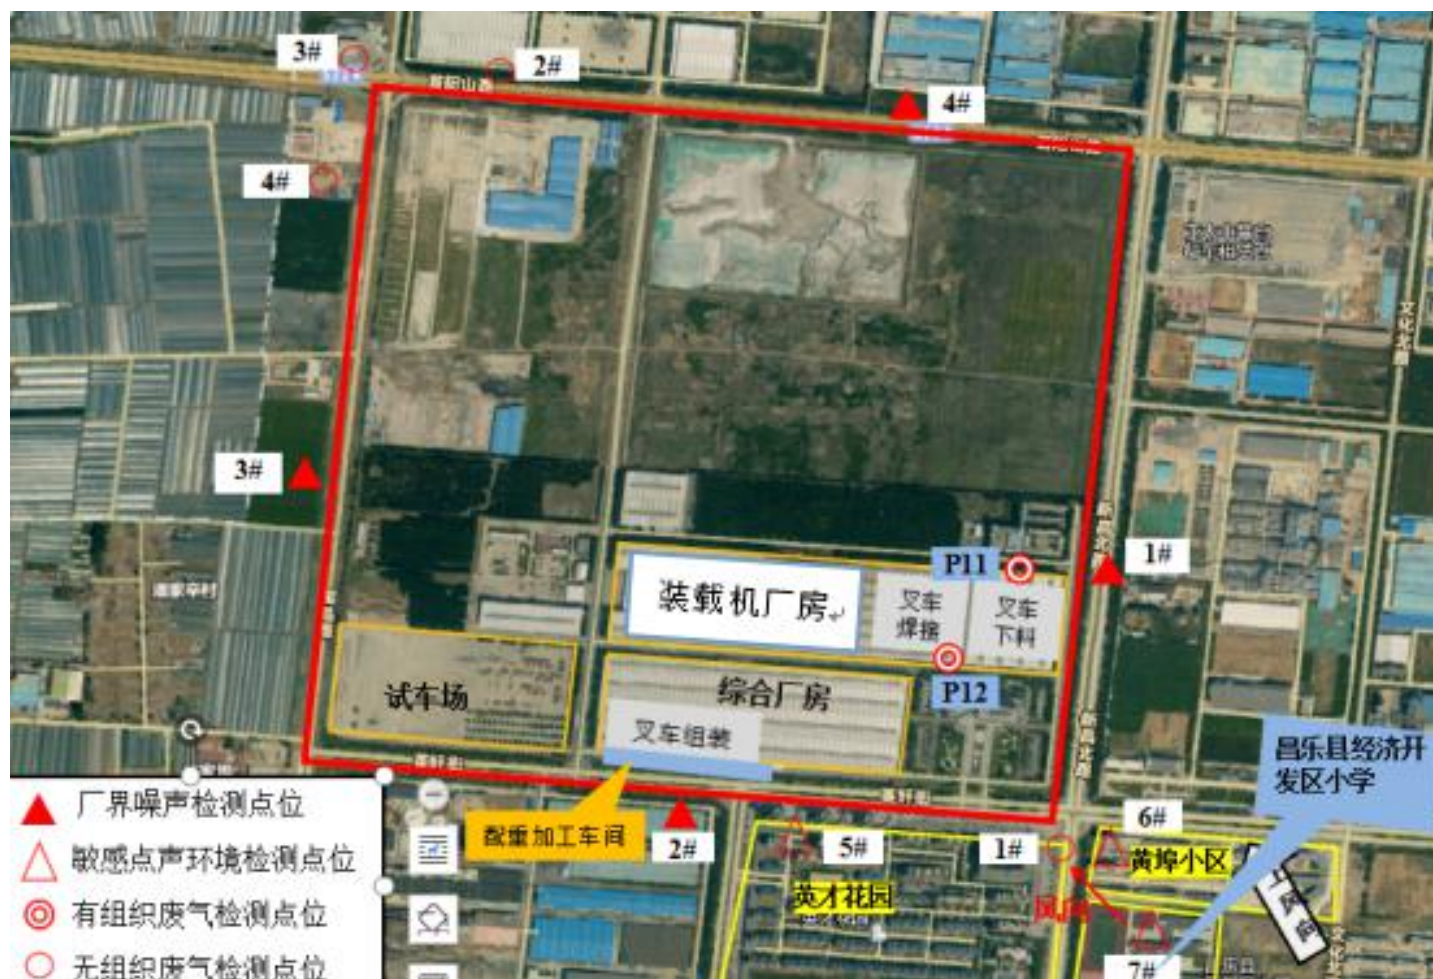 3#
2#
4#
首阳山路
4#
3#
1#
P11
装载机厂房
叉车
焊接
叉车
下料
P12
试车场
综合厂房
叉车组装
昌乐县经济开
发区小学
配重加工车间
2#
5#
1#
6#
黄埠小区
英才花园
风向
7#
厂界噪声检测点位
敏感点声环境检测点位
有组织废气检测点位
无组织废气检测点位